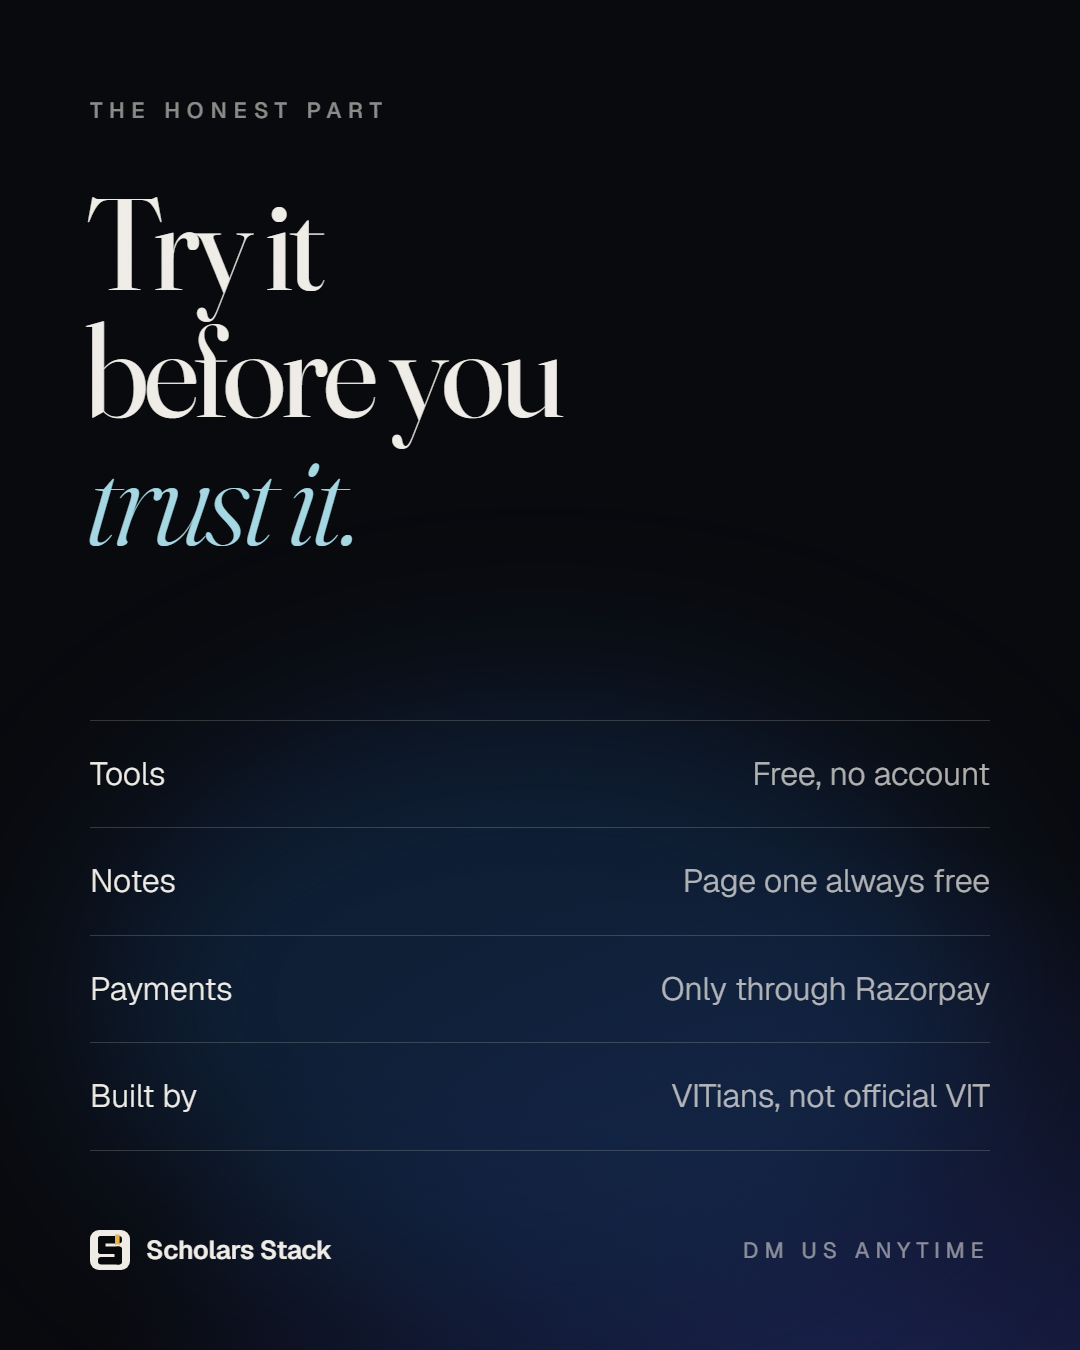 THE HONEST PART
Try it
before you
trust it.
Tools
Free, no account
Notes
Page one always free
Payments
Only through Razorpay
Built by
VITians, not official VIT
Scholars Stack
DM US ANYTIME